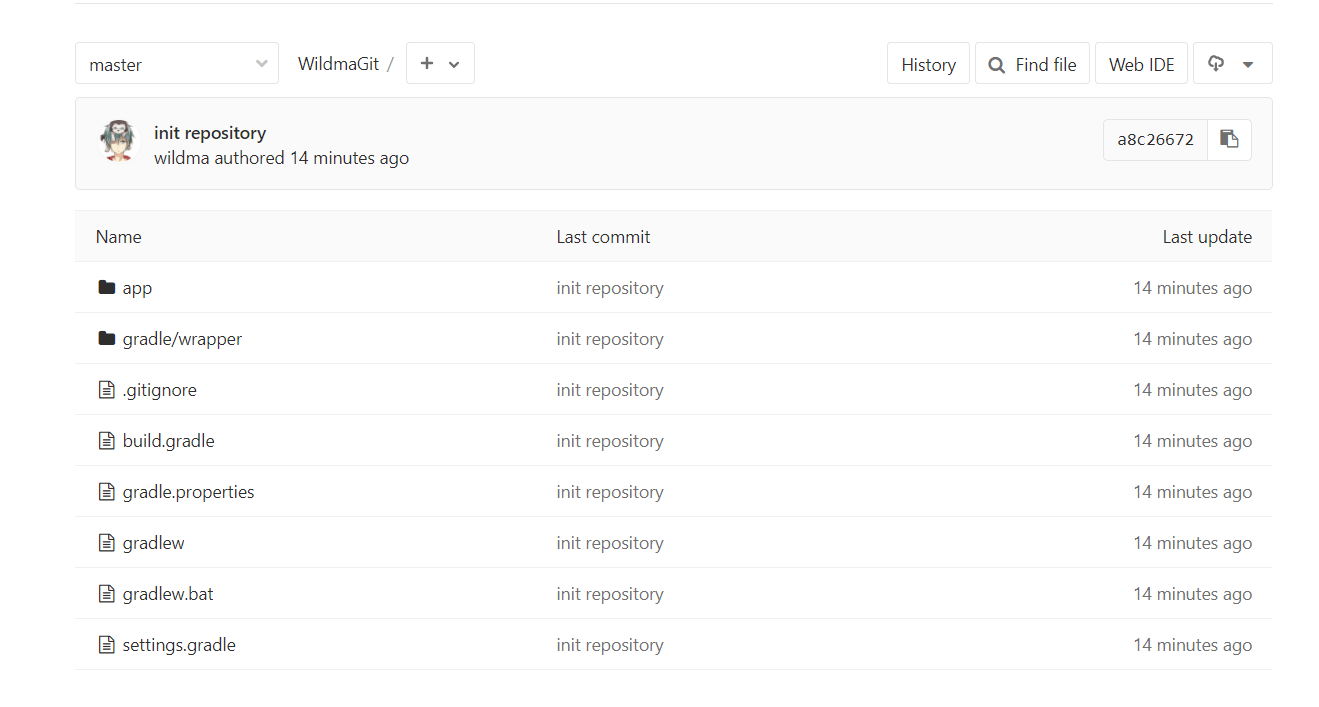 master WildmaGit / + History Find file Web IDE
init repository
wildma authored 14 minutes ago
a8c26672
Name Last commit Last update
app init repository 14 minutes ago
gradle/wrapper init repository 14 minutes ago
.gitignore init repository 14 minutes ago
build.gradle init repository 14 minutes ago
gradle.properties init repository 14 minutes ago
gradlew init repository 14 minutes ago
gradlew.bat init repository 14 minutes ago
settings.gradle init repository 14 minutes ago